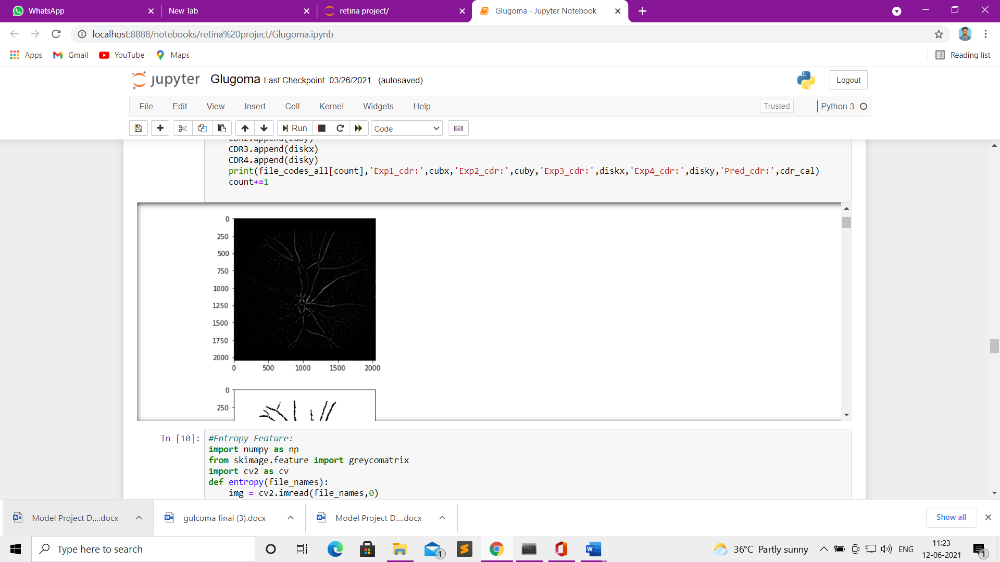 WhatsApp
New Tab
retina project/
Glugoma - Jupyter Notebook
localhost:8888/notebooks/retina%20project/Glugoma.ipynb
Apps
Gmail
YouTube
Maps
Reading list
jupyter
Glugoma Last Checkpoint: 03/26/2021 (autosaved)
Logout
File Edit View Insert Cell Kernel Widgets Help
Trusted
Python 3
Run
Code
CDR2.append(cuby)
CDR3.append(diskx)
CDR4.append(disky)
print(file_codes_all[count],'Exp1_cdr:',cubx,'Exp2_cdr:',cuby,'Exp3_cdr:',diskx,'Exp4_cdr:',disky,'Pred_cdr:',cdr_cal)
count+=1
0
250
500
750
1000
1250
1500
1750
2000
0 500 1000 1500 2000
0
250
In [10]:
#Entropy Feature:
import numpy as np
from skimage.feature import greycomatrix
import cv2 as cv
def entropy(file_names):
img = cv2.imread(file_names,0)
Model Project D....docx
gulcoma final (3).docx
Model Project D....docx
Show all
Type here to search
1
36°C Partly sunny
ENG
11:23
12-06-2021
1